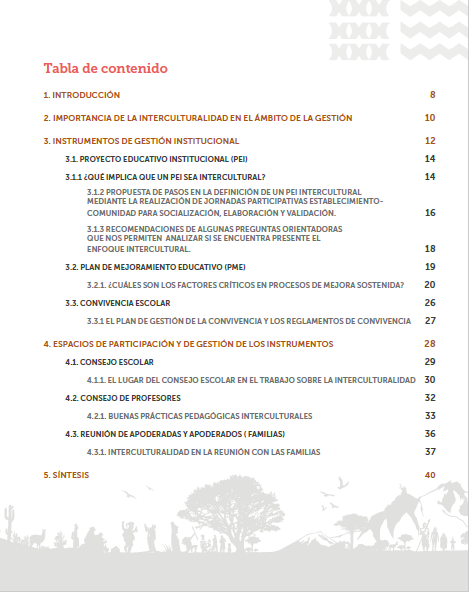 Tabla de contenido
1. INTRODUCCIÓN 8
2. IMPORTANCIA DE LA INTERCULTURALIDAD EN EL ÁMBITO DE LA GESTIÓN 10
3. INSTRUMENTOS DE GESTIÓN INSTITUCIONAL 12
3.1. PROYECTO EDUCATIVO INSTITUCIONAL (PEI) 14
3.1.1 ¿QUÉ IMPLICA QUE UN PEI SEA INTERCULTURAL? 14
3.1.2 PROPUESTA DE PASOS EN LA DEFINICIÓN DE UN PEI INTERCULTURAL
MEDIANTE LA REALIZACIÓN DE JORNADAS PARTICIPATIVAS ESTABLECIMIENTO-
COMUNIDAD PARA SOCIALIZACIÓN, ELABORACIÓN Y VALIDACIÓN. 16
3.1.3 RECOMENDACIONES DE ALGUNAS PREGUNTAS ORIENTADORAS
QUE NOS PERMITEN ANALIZAR SI SE ENCUENTRA PRESENTE EL
ENFOQUE INTERCULTURAL. 18
3.2. PLAN DE MEJORAMIENTO EDUCATIVO (PME) 19
3.2.1. ¿CUÁLES SON LOS FACTORES CRÍTICOS EN PROCESOS DE MEJORA SOSTENIDA? 20
3.3. CONVIVENCIA ESCOLAR 26
3.3.1 EL PLAN DE GESTIÓN DE LA CONVIVENCIA Y LOS REGLAMENTOS DE CONVIVENCIA 27
4. ESPACIOS DE PARTICIPACIÓN Y DE GESTIÓN DE LOS INSTRUMENTOS 28
4.1. CONSEJO ESCOLAR 29
4.1.1. EL LUGAR DEL CONSEJO ESCOLAR EN EL TRABAJO SOBRE LA INTERCULTURALIDAD 30
4.2. CONSEJO DE PROFESORES 32
4.2.1. BUENAS PRÁCTICAS PEDAGÓGICAS INTERCULTURALES 33
4.3. REUNIÓN DE APODERADAS Y APODERADOS ( FAMILIAS) 36
4.3.1. INTERCULTURALIDAD EN LA REUNIÓN CON LAS FAMILIAS 37
5. SÍNTESIS 40